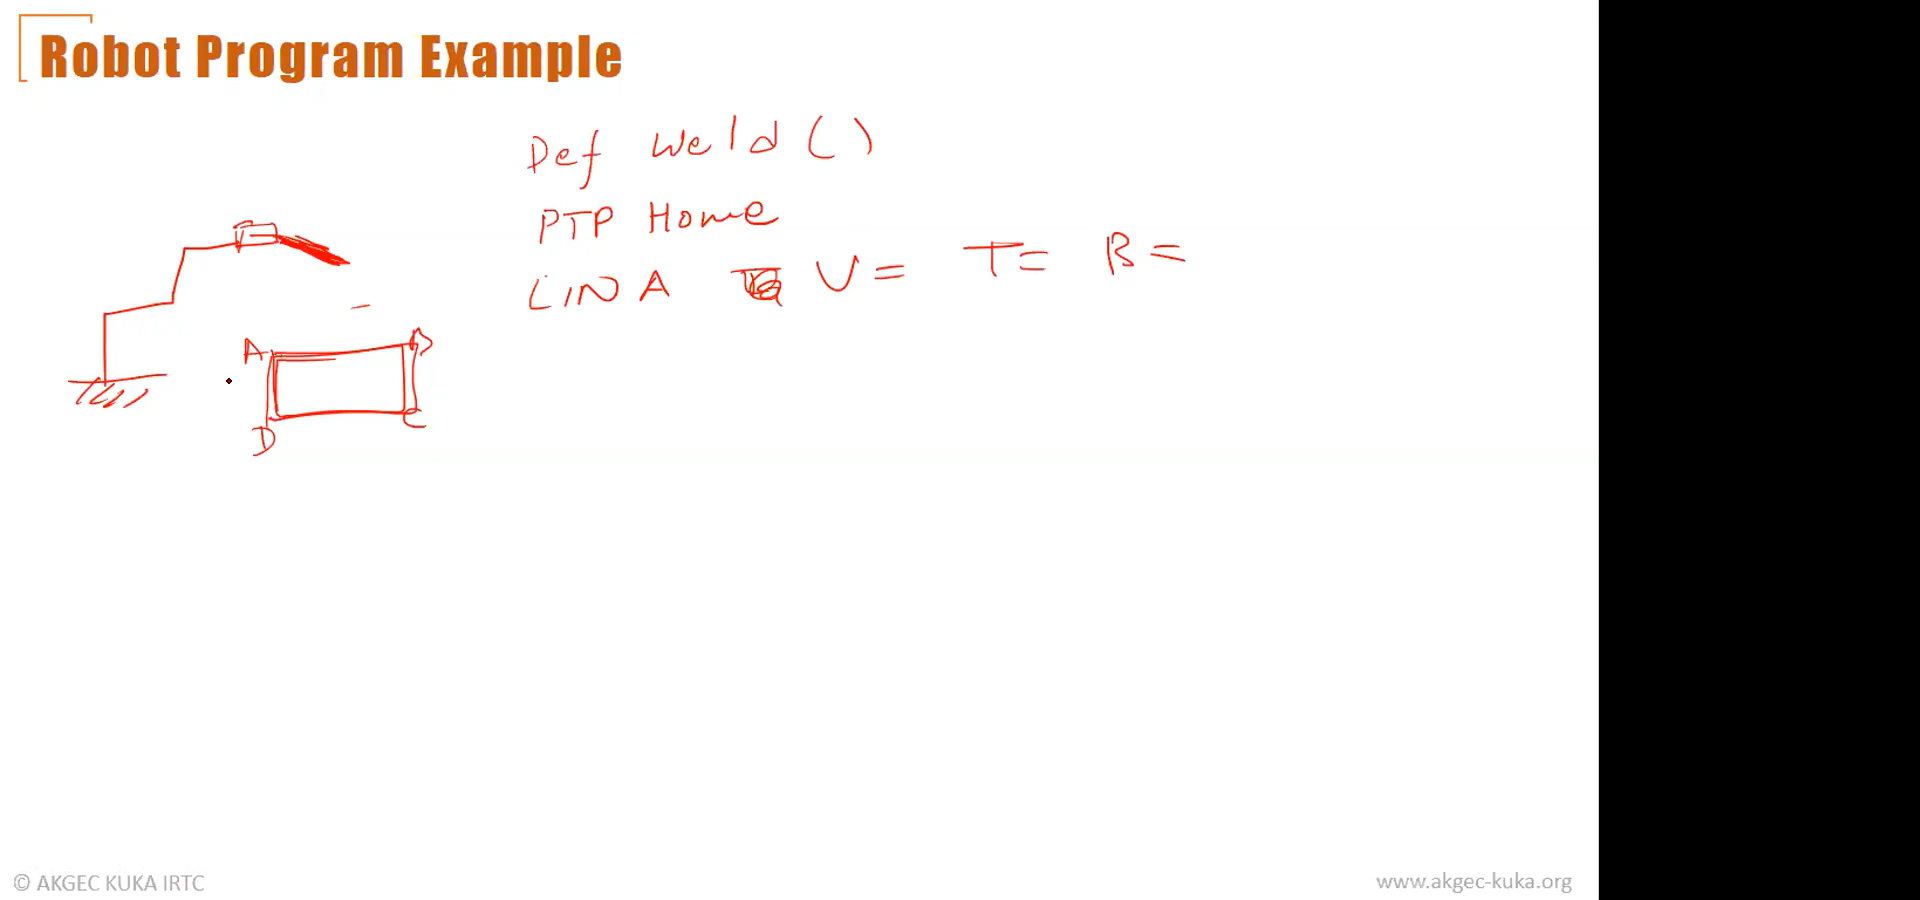 Robot Program Example
Def Weld ( )
PTP Home
LIN A V = T = B =
A B
D C
© AKGEC KUKA IRTC
www.akgec-kuka.org